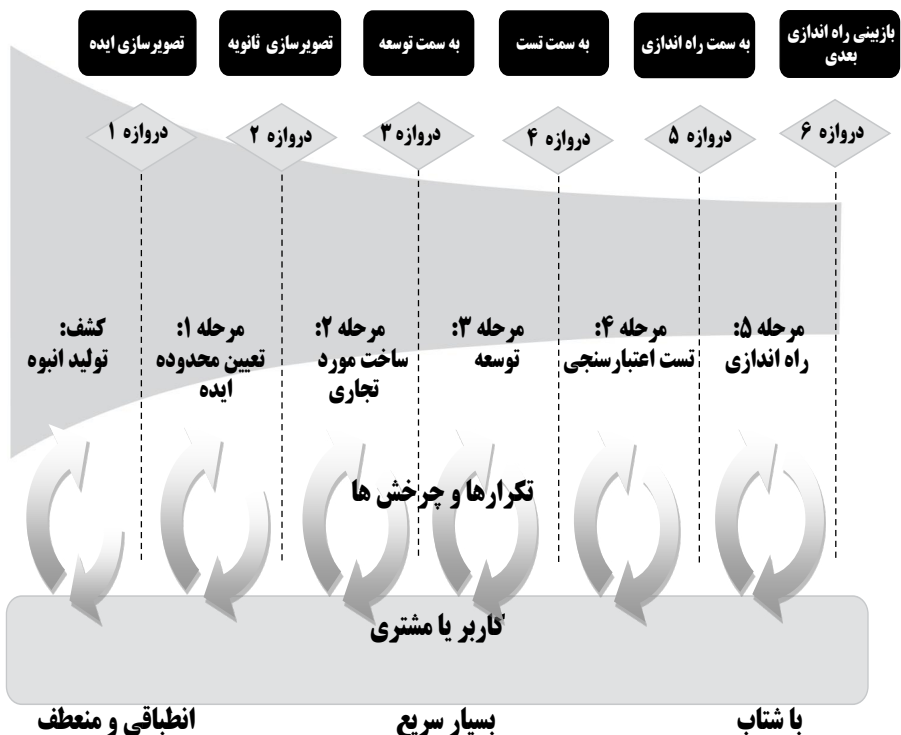 تصویرسازی ایده
تصویرسازی ثانویه
به سمت توسعه
به سمت تست
به سمت راه اندازی
بازبینی راه اندازی
بعدی
دروازه ۱
دروازه ۲
دروازه ۳
دروازه ۴
دروازه ۵
دروازه ۶
کشف:
تولید انبوه
مرحله ۱:
تعیین محدوده
ایده
مرحله ۲:
ساخت مورد
تجاری
مرحله ۳:
توسعه
مرحله ۴:
تست اعتبارسنجی
مرحله ۵:
راه اندازی
تکرارها و چرخش ها
کاربر یا مشتری
انطباقی و منعطف
بسیار سریع
با شتاب